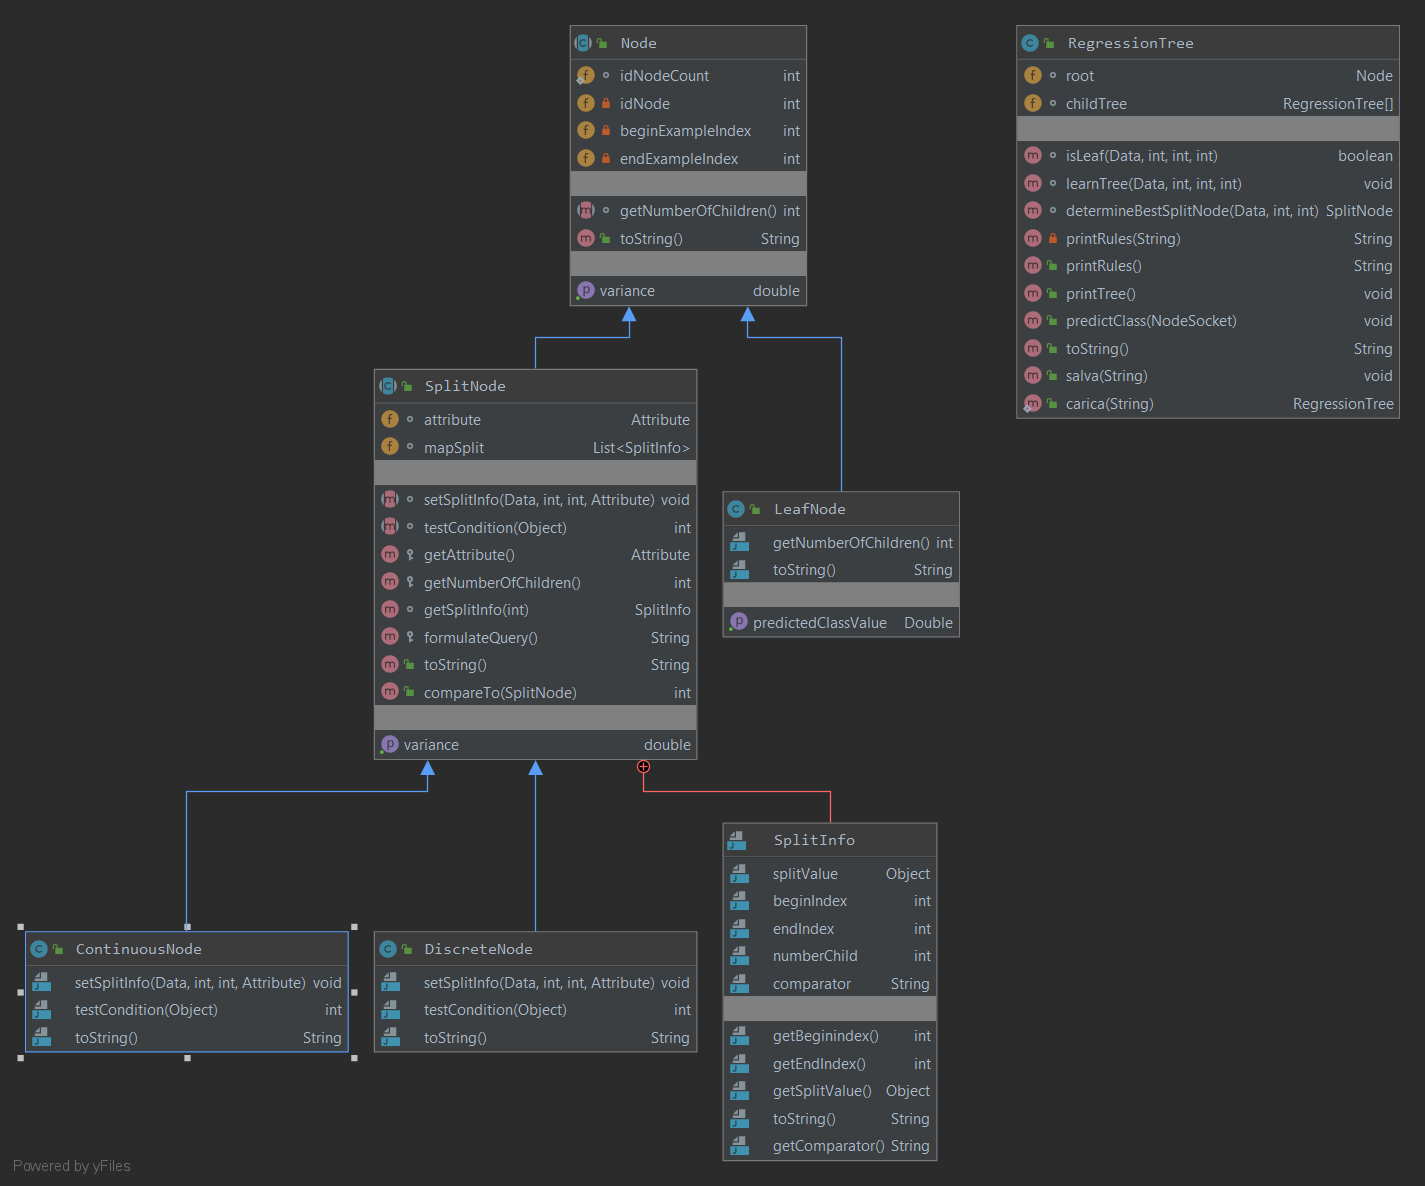 Node
idNodeCount int
idNode int
beginExampleIndex int
endExampleIndex int
getNumberOfChildren() int
toString() String
variance double
RegressionTree
root Node
childTree RegressionTree[]
isLeaf(Data, int, int, int) boolean
learnTree(Data, int, int, int) void
determineBestSplitNode(Data, int, int) SplitNode
printRules(String) String
printRules() String
printTree() void
predictClass(NodeSocket) void
toString() String
salva(String) void
carica(String) RegressionTree
SplitNode
attribute Attribute
mapSplit List<SplitInfo>
setSplitInfo(Data, int, int, Attribute) void
testCondition(Object) int
getAttribute() Attribute
getNumberOfChildren() int
getSplitInfo(int) SplitInfo
formulateQuery() String
toString() String
compareTo(SplitNode) int
variance double
LeafNode
getNumberOfChildren() int
toString() String
predictedClassValue Double
ContinuousNode
setSplitInfo(Data, int, int, Attribute) void
testCondition(Object) int
toString() String
DiscreteNode
setSplitInfo(Data, int, int, Attribute) void
testCondition(Object) int
toString() String
SplitInfo
splitValue Object
beginIndex int
endIndex int
numberChild int
comparator String
getBeginindex() int
getEndIndex() int
getSplitValue() Object
toString() String
getComparator() String
Powered by yFiles